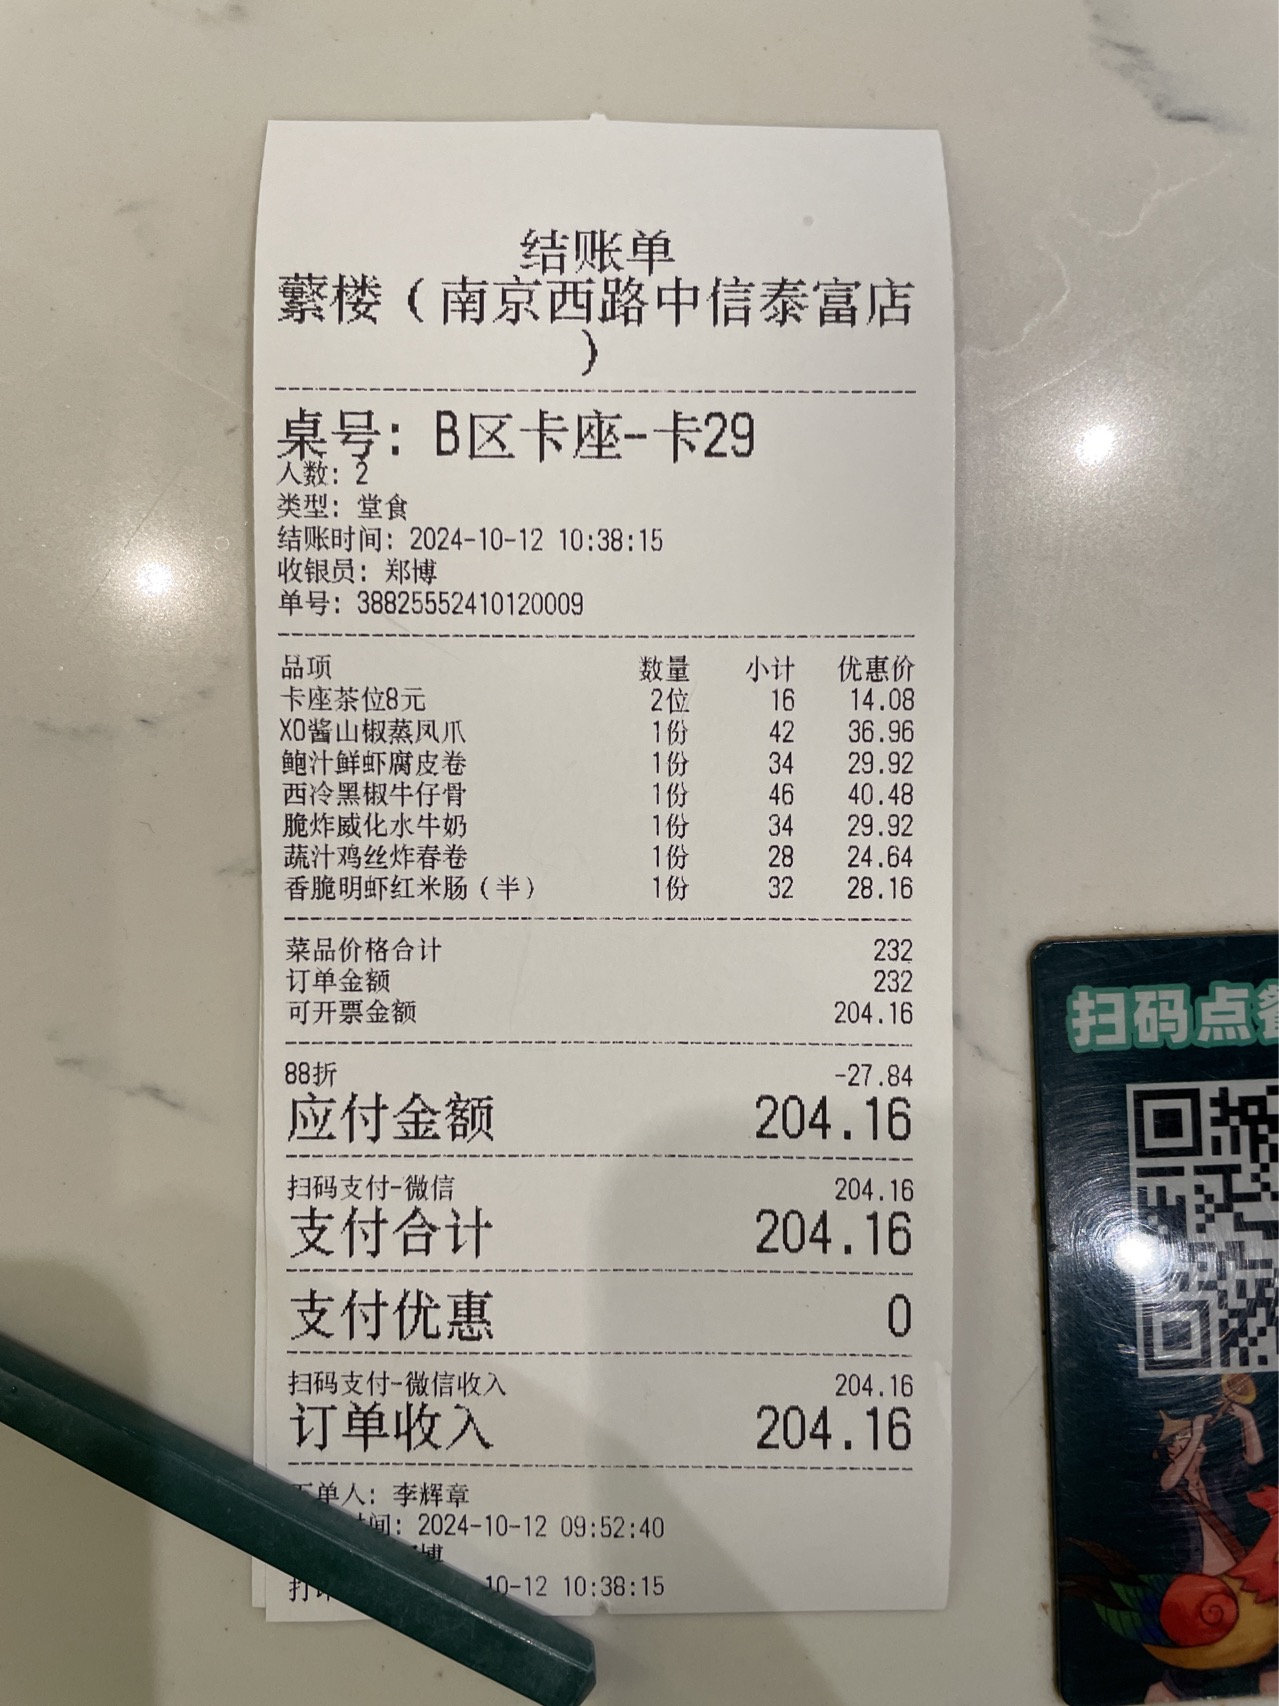 结账单
蘩楼（南京西路中信泰富店
）
桌号：B区卡座-卡29
人数：2
类型：堂食
结账时间：2024-10-12 10:38:15
收银员：郑博
单号：38825552410120009
品项 数量 小计 优惠价
卡座茶位8元 2位 16 14.08
XO酱山椒蒸凤爪 1份 42 36.96
鲍汁鲜虾腐皮卷 1份 34 29.92
西冷黑椒牛仔骨 1份 46 40.48
脆炸威化水牛奶 1份 34 29.92
蔬汁鸡丝炸春卷 1份 28 24.64
香脆明虾红米肠（半） 1份 32 28.16
菜品价格合计 232
订单金额 232
可开票金额 204.16
88折 -27.84
应付金额 204.16
扫码支付-微信 204.16
支付合计 204.16
支付优惠 0
扫码支付-微信收入 204.16
订单收入 204.16
下单人：李辉章
间：2024-10-12 09:52:40
博
打印 10-12 10:38:15
扫码点餐